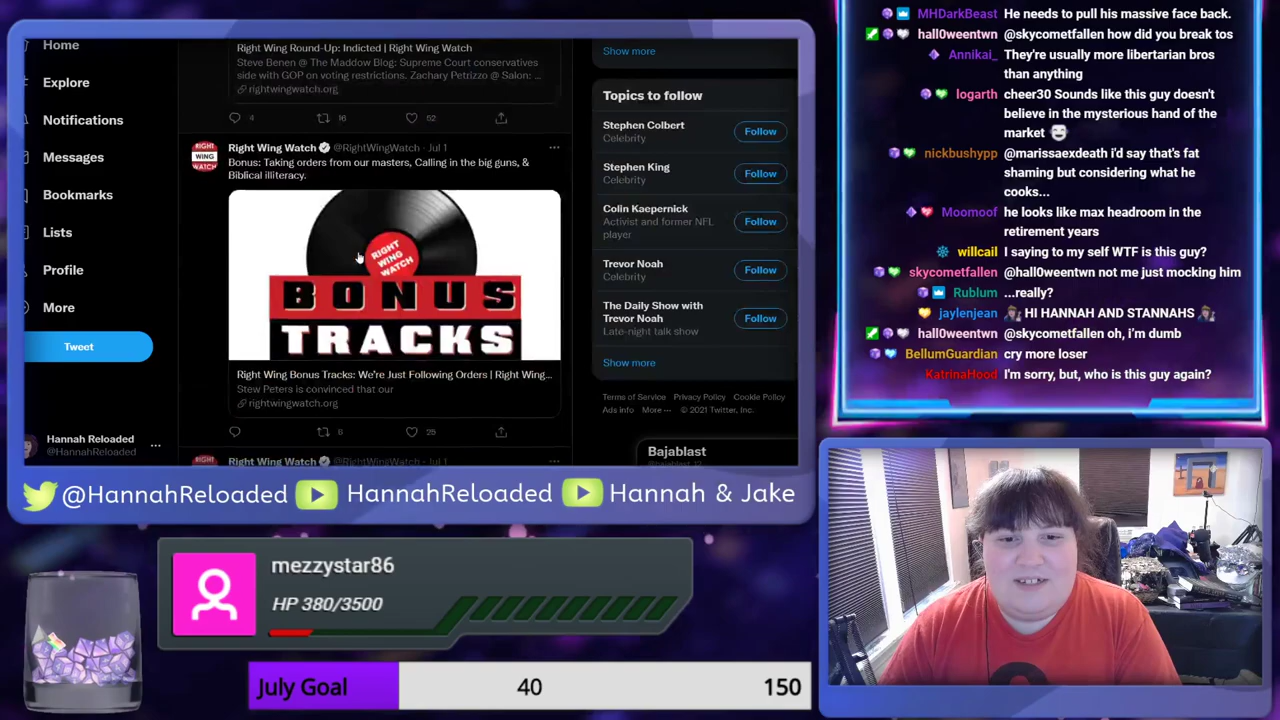 Home
Explore
Notifications
Messages
Bookmarks
Lists
Profile
More
Tweet
Hannah Reloaded
@HannahReloaded
Right Wing Round-Up: Indicted | Right Wing Watch
Steve Benen @ The Maddow Blog: Supreme Court conservatives
side with GOP on voting restrictions. Zachary Petrizzo @ Salon: ...
rightwingwatch.org
4 16 52
Right Wing Watch @RightWingWatch · Jul 1
Bonus: Taking orders from our masters, Calling in the big guns, &
Biblical illiteracy.
RIGHT
WING
WATCH
RIGHT
WING
WATCH
BONUS
TRACKS
Right Wing Bonus Tracks: We're Just Following Orders | Right Wing...
Stew Peters is convinced that our
rightwingwatch.org
6 25
Right Wing Watch @RightWingWatch · Jul 1
RIGHT
Show more
Topics to follow
Stephen Colbert
Celebrity
Follow
Stephen King
Celebrity
Follow
Colin Kaepernick
Activist and former NFL
player
Follow
Trevor Noah
Celebrity
Follow
The Daily Show with
Trevor Noah
Late-night talk show
Follow
Show more
Terms of Service Privacy Policy Cookie Policy
Ads info More ··· © 2021 Twitter, Inc.
Bajablast
@HannahReloaded HannahReloaded Hannah & Jake
mezzystar86
HP 380/3500
July Goal 40 150
MHDarkBeast He needs to pull his massive face back.
hall0weentwn @skycometfallen how did you break tos
Annikai_ They're usually more libertarian bros
than anything
logarth cheer30 Sounds like this guy doesn't
believe in the mysterious hand of the
market
nickbushypp @marissaexdeath i'd say that's fat
shaming but considering what he
cooks...
Moomoof he looks like max headroom in the
retirement years
willcail I saying to my self WTF is this guy?
skycometfallen @hall0weentwn not me just mocking him
Rublum ...really?
jaylenjean HI HANNAH AND STANNAHS
hall0weentwn @skycometfallen oh, i'm dumb
BellumGuardian cry more loser
KatrinaHood I'm sorry, but, who is this guy again?